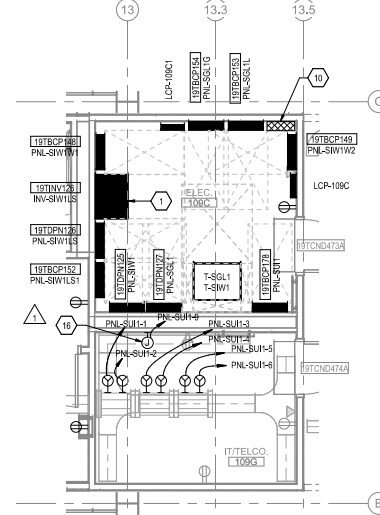 13
13.3
13.5
LCP-109C1
19TBCP154
PNL-SGL1G
19TBCP153
PNL-SGL1L
10
C
19TBCP148
PNL-SIW1W1
19TBCP149
PNL-SIW1W2
19TINV126
INV-SIW1LS
LCP-109C
ELEC.
109C
1
19TDPN126
PNL-SIW1LS
19TCND473A
19TBCP152
PNL-SIW1LS1
19TDPN125
PNL-SIW1
19TDPN127
PNL-SGL1
T-SGL1
T-SIW1
19TBCP178
PNL-SUI1
1
16
PNL-SUI1-1
PNL-SUI1-9
PNL-SUI1-3
PNL-SUI1-4
PNL-SUI1-2
PNL-SUI1-5
PNL-SUI1-6
19TCND474A
IT/TELCO.
109G